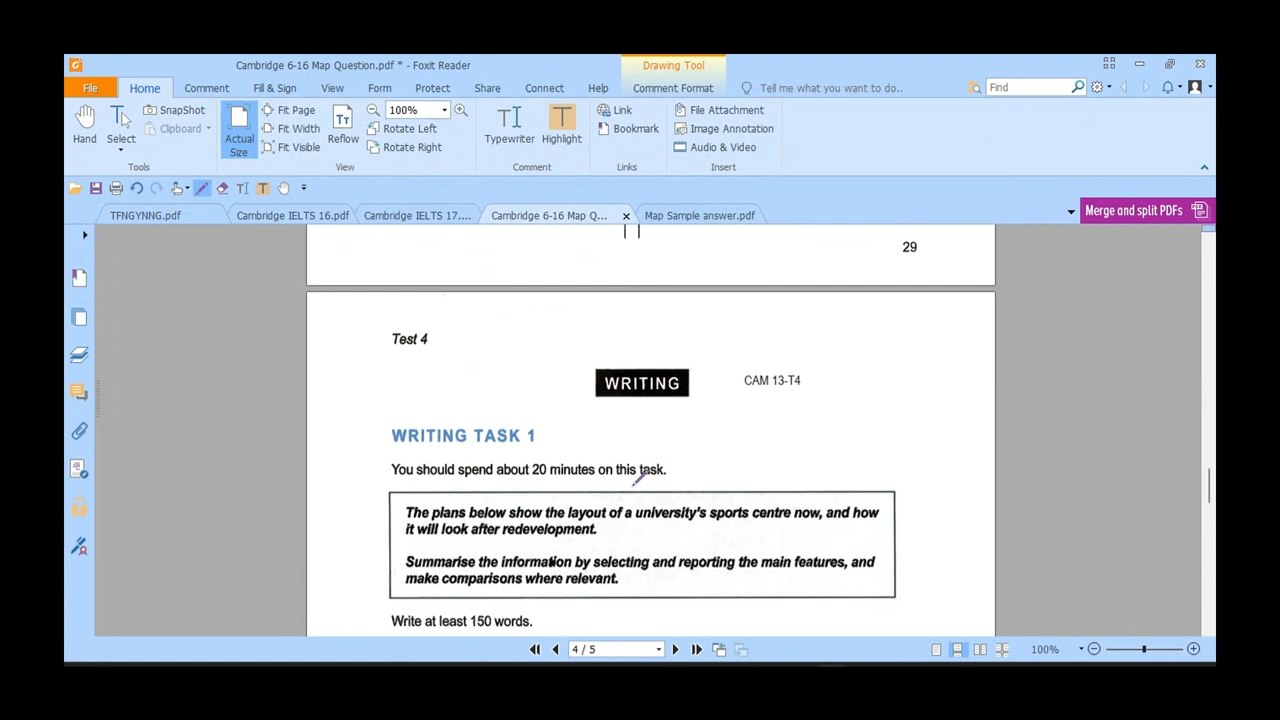 Cambridge 6-16 Map Question.pdf * - Foxit Reader
Drawing Tool
File
Home
Comment
Fill & Sign
View
Form
Protect
Share
Connect
Help
Comment Format
Tell me what you want to do..
Find
Hand
Select
SnapShot
Clipboard
Tools
Actual
Size
Fit Page
Fit Width
Fit Visible
Reflow
100%
Rotate Left
Rotate Right
View
Typewriter
Highlight
Comment
Link
Bookmark
Links
File Attachment
Image Annotation
Audio & Video
Insert
TFNGYNNG.pdf
Cambridge IELTS 16.pdf
Cambridge IELTS 17....
Cambridge 6-16 Map Q...
Map Sample answer.pdf
Merge and split PDFs
29
Test 4
WRITING
CAM 13-T4
WRITING TASK 1
You should spend about 20 minutes on this task.
The plans below show the layout of a university's sports centre now, and how
it will look after redevelopment.
Summarise the information by selecting and reporting the main features, and
make comparisons where relevant.
Write at least 150 words.
4 / 5
100%